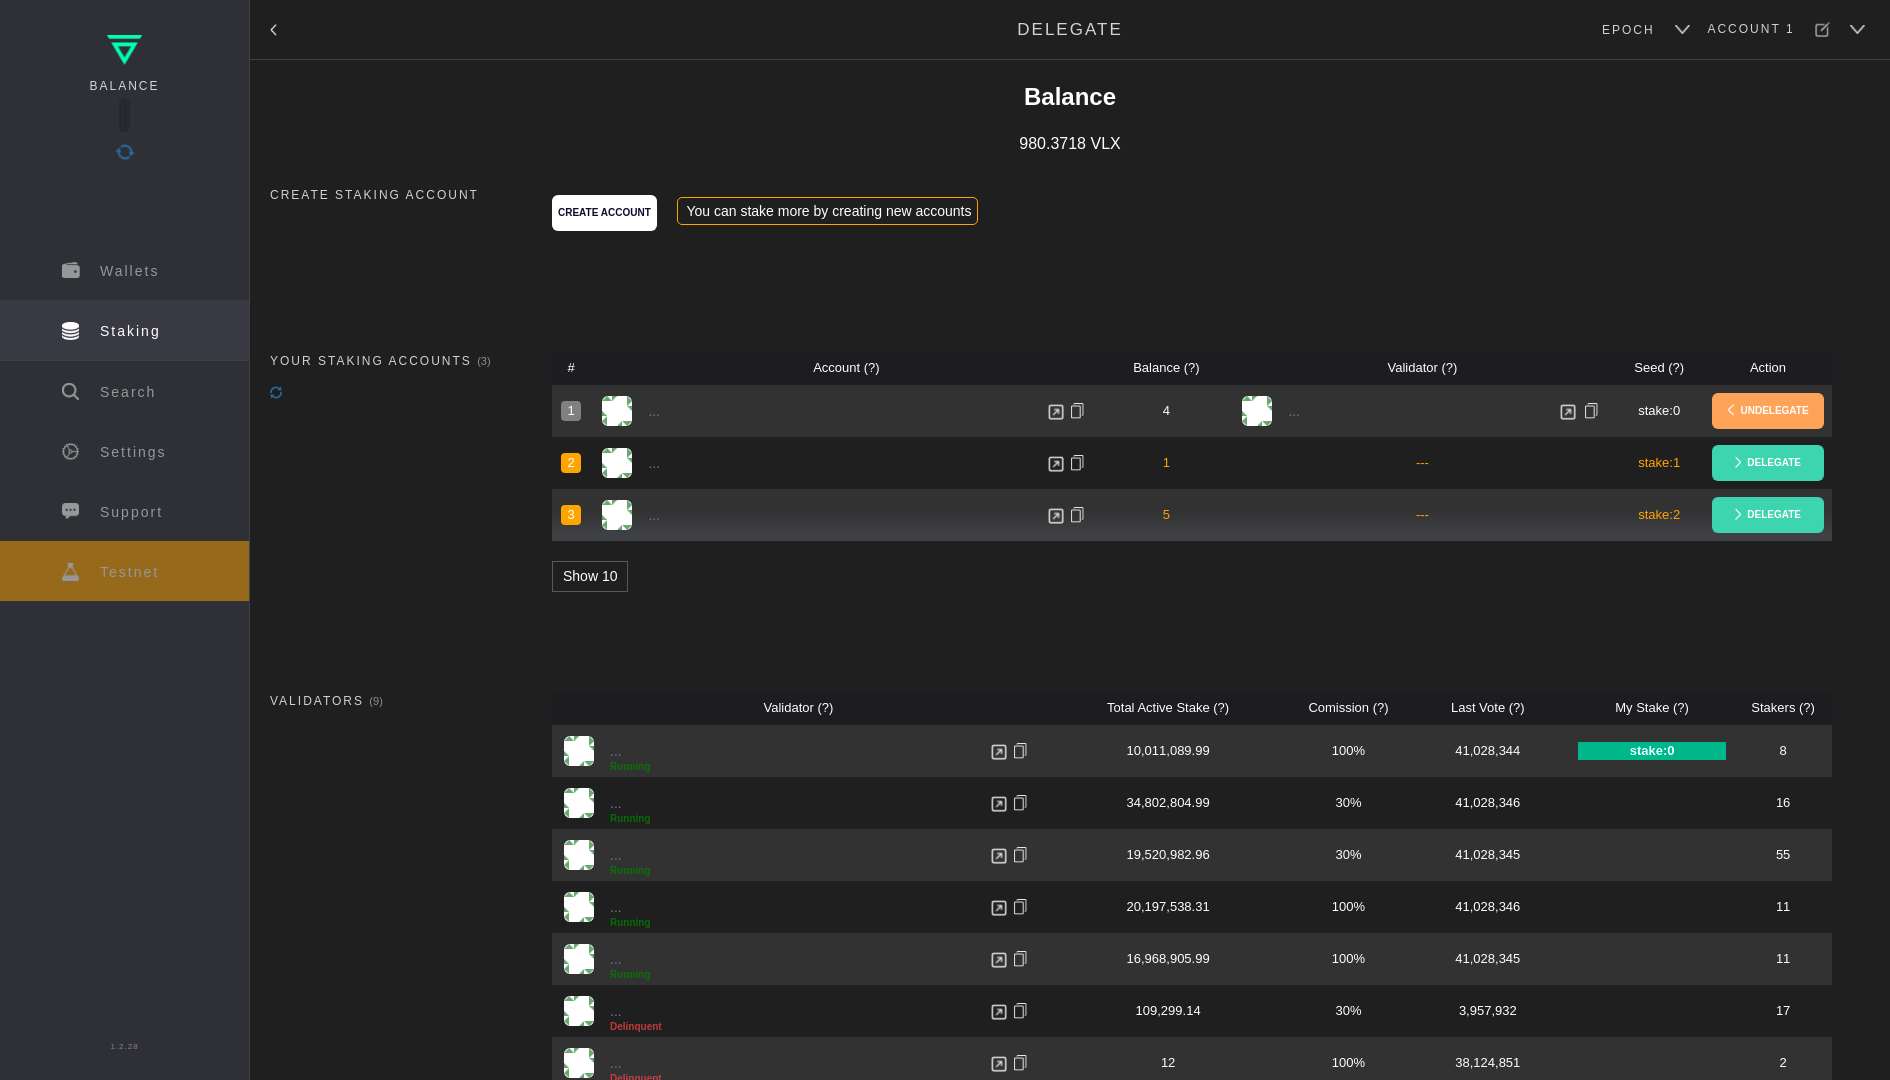 DELEGATE
EPOCH
ACCOUNT 1
BALANCE
Wallets
Staking
Search
Settings
Support
Testnet
1.2.28
Balance
980.3718 VLX
CREATE STAKING ACCOUNT
CREATE ACCOUNT
You can stake more by creating new accounts
YOUR STAKING ACCOUNTS (3)
# Account (?) Balance (?) Validator (?) Seed (?) Action
1 ... 4 ... stake:0 UNDELEGATE
2 ... 1 --- stake:1 DELEGATE
3 ... 5 --- stake:2 DELEGATE
Show 10
VALIDATORS (9)
Validator (?) Total Active Stake (?) Comission (?) Last Vote (?) My Stake (?) Stakers (?)
... 10,011,089.99 100% 41,028,344 stake:0 8
Running
... 34,802,804.99 30% 41,028,346 16
Running
... 19,520,982.96 30% 41,028,345 55
Running
... 20,197,538.31 100% 41,028,346 11
Running
... 16,968,905.99 100% 41,028,345 11
Running
... 109,299.14 30% 3,957,932 17
Delinquent
... 12 100% 38,124,851 2
Delinquent